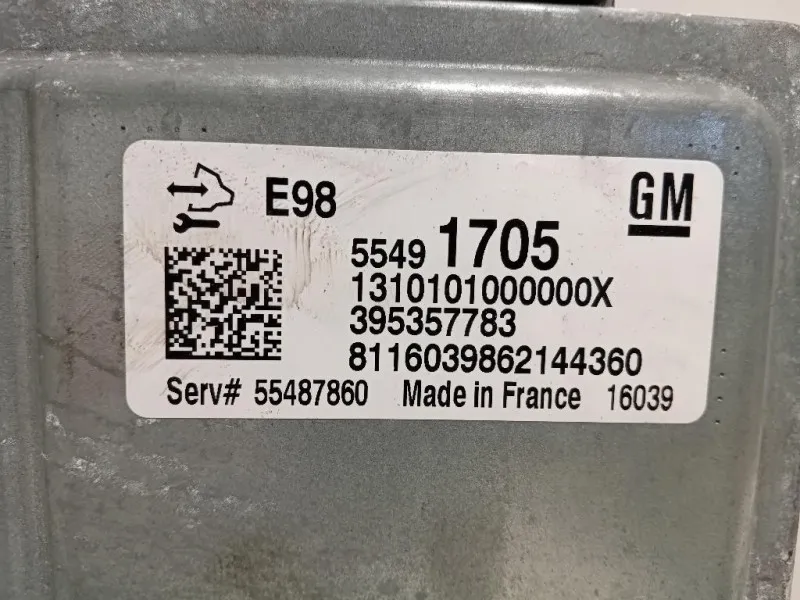 E98
GM
5549 1705
1310101000000X
395357783
8116039862144360
Serv# 55487860 Made in France 16039